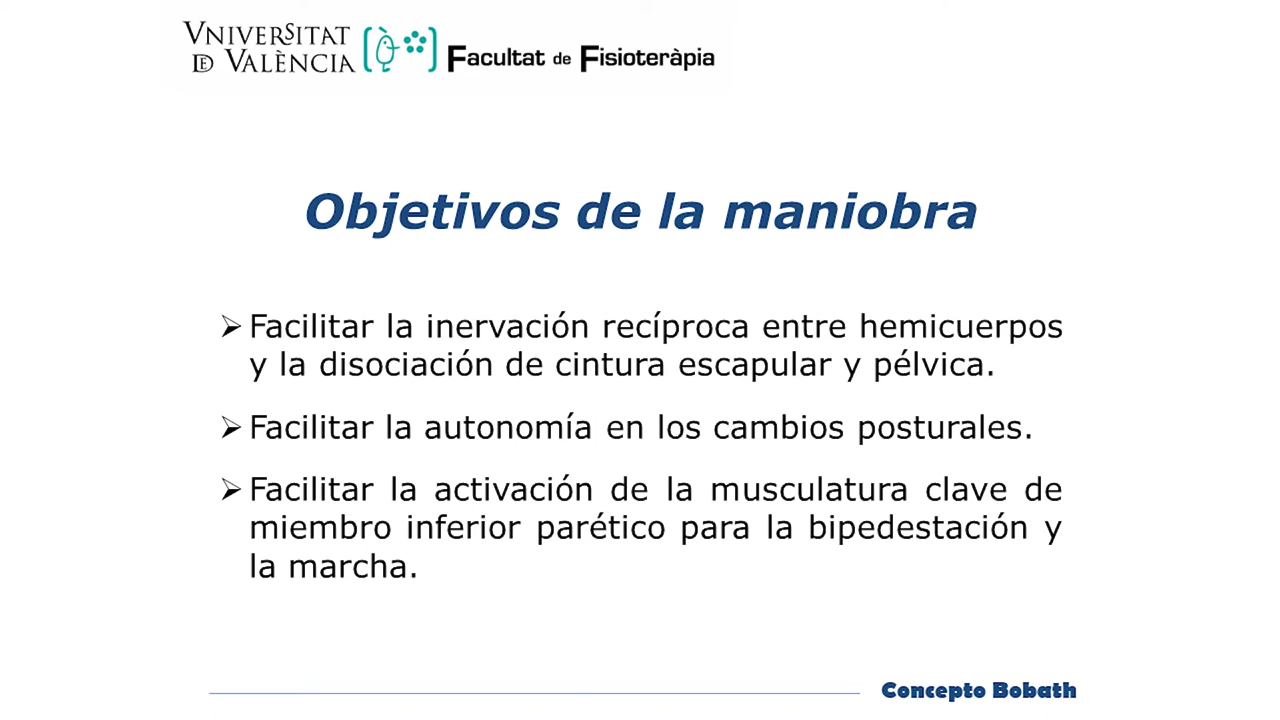 VNIVERSITAT
DE VALÈNCIA
Facultat de Fisioteràpia
Objetivos de la maniobra
➢ Facilitar la inervación recíproca entre hemicuerpos
y la disociación de cintura escapular y pélvica.
➢ Facilitar la autonomía en los cambios posturales.
➢ Facilitar la activación de la musculatura clave de
miembro inferior parético para la bipedestación y
la marcha.
Concepto Bobath